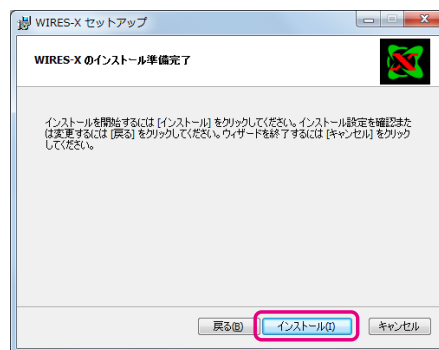 WIRES-X セットアップ
WIRES-X のインストール準備完了
インストールを開始するには [インストール] をクリックしてください。インストール設定を確認また
は変更するには [戻る] をクリックしてください。ウィザードを終了するには [キャンセル] をクリック
してください。
戻る(B) インストール(I) キャンセル